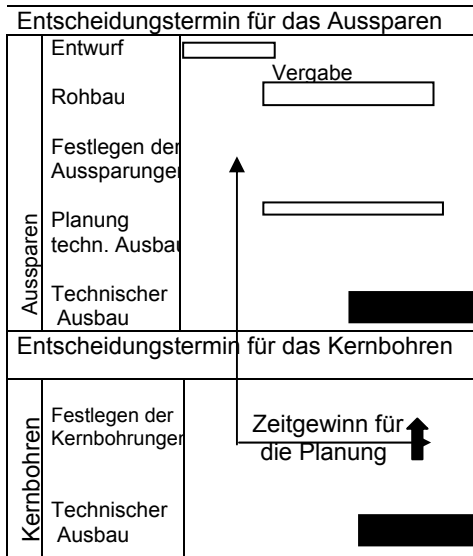 Entscheidungstermin für das Aussparen
Entwurf
Vergabe
Rohbau
Festlegen der
Aussparungen
Planung
techn. Ausbau
Technischer
Ausbau
Aussparen
Entscheidungstermin für das Kernbohren
Festlegen der
Kernbohrungen
Zeitgewinn für
die Planung
Technischer
Ausbau
Kernbohren